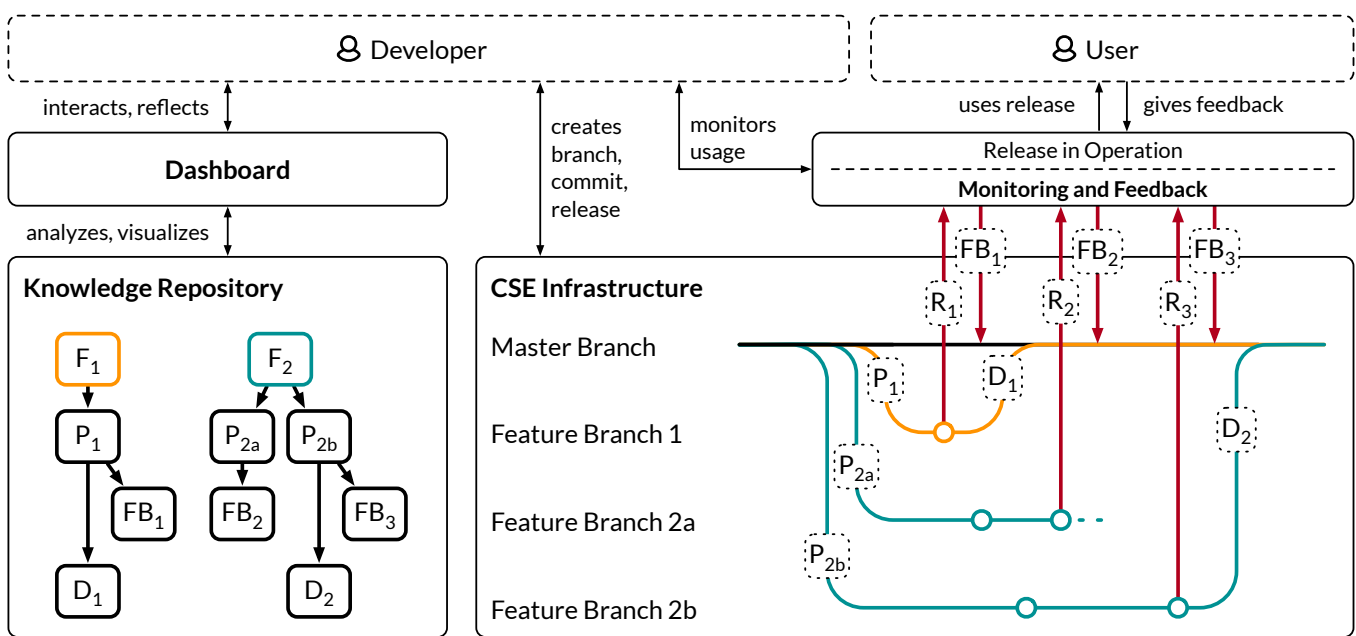 Developer
User
interacts, reflects
creates
branch,
commit,
release
monitors
usage
uses release
gives feedback
Dashboard
Release in Operation
Monitoring and Feedback
analyzes, visualizes
Knowledge Repository
F1
F2
P1
P2a
P2b
FB1
FB2
FB3
D1
D2
CSE Infrastructure
FB1
FB2
FB3
R1
R2
R3
Master Branch
P1
D1
Feature Branch 1
D2
P2a
Feature Branch 2a
P2b
Feature Branch 2b